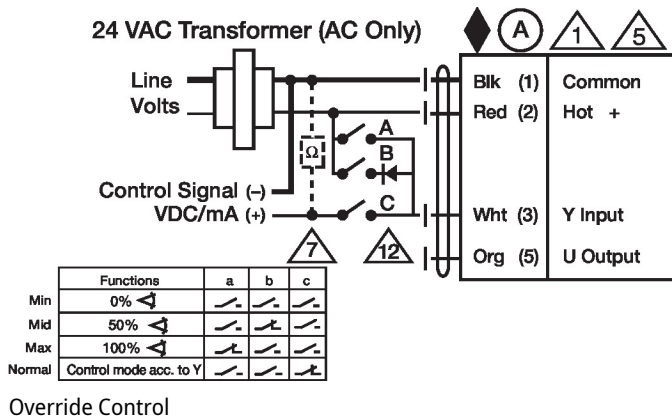 24 VAC Transformer (AC Only)
A 1 5
Line
Volts
Blk (1) Common
Red (2) Hot +
A
B
Ω
Control Signal (–)
VDC/mA (+)
C
Wht (3) Y Input
7 12
Org (5) U Output
Functions a b c
Min 0%
Mid 50%
Max 100%
Normal Control mode acc. to Y
Override Control